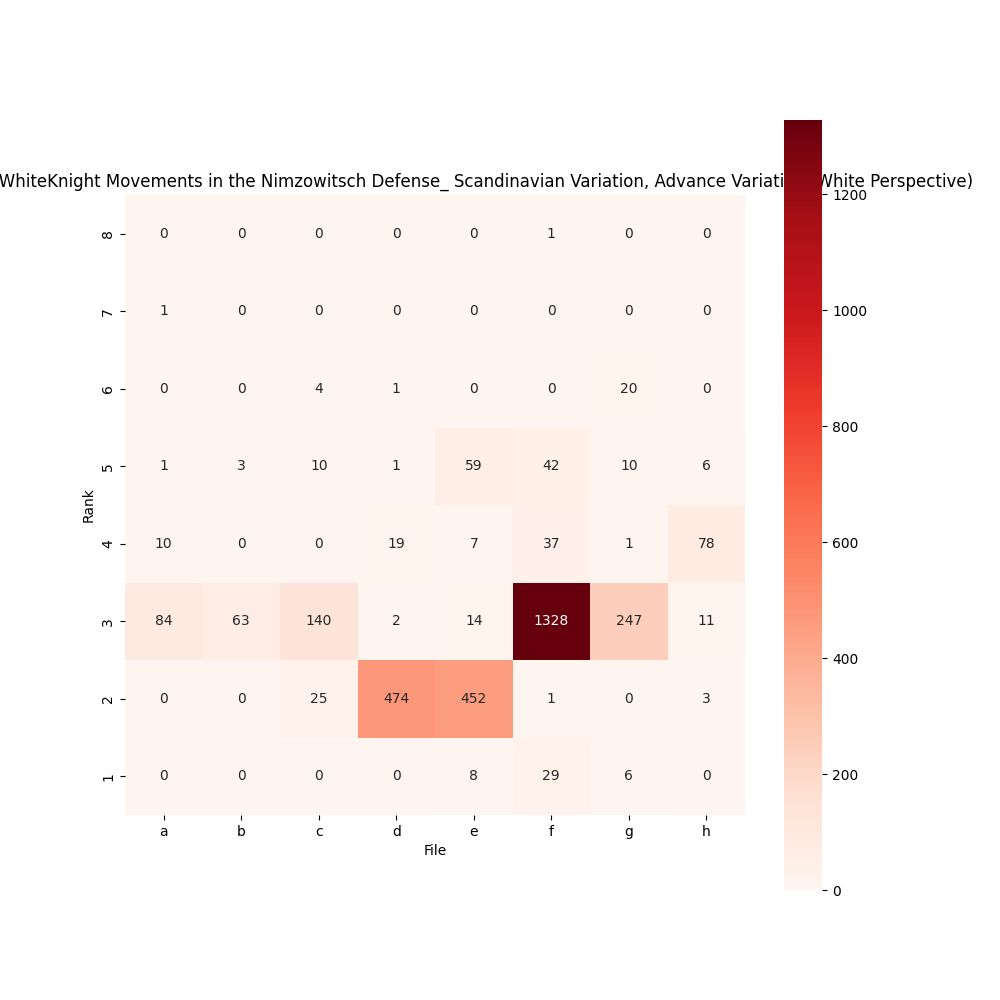 WhiteKnight Movements in the Nimzowitsch Defense_ Scandinavian Variation, Advance Variati White Perspective)
8 0 0 0 0 0 1 0 0
7 1 0 0 0 0 0 0 0
6 0 0 4 1 0 0 20 0
5 1 3 10 1 59 42 10 6
4 10 0 0 19 7 37 1 78
3 84 63 140 2 14 1328 247 11
2 0 0 25 474 452 1 0 3
1 0 0 0 0 8 29 6 0
a b c d e f g h
File
Rank
1200
1000
800
600
400
200
0